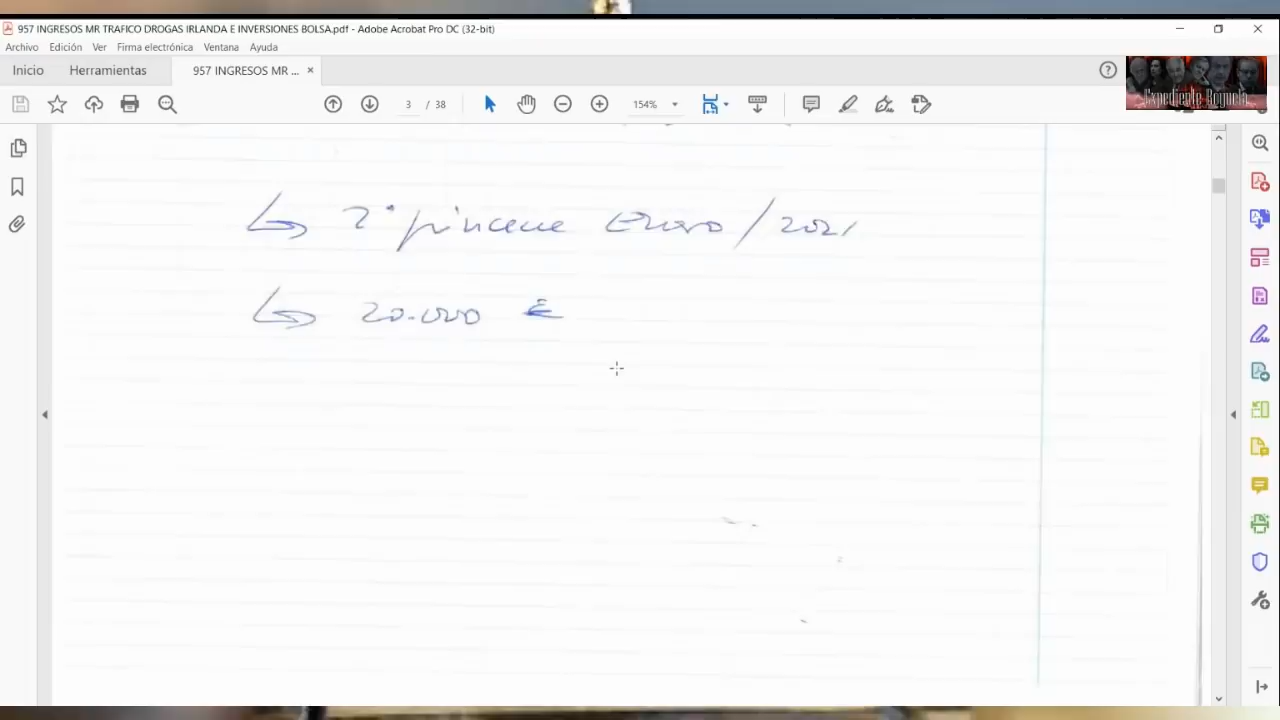 957 INGRESOS MR TRAFICO DROGAS IRLANDA E INVERSIONES BOLSA.pdf - Adobe Acrobat Pro DC (32-bit)
Archivo Edición Ver Firma electrónica Ventana Ayuda
Inicio Herramientas 957 INGRESOS MR ... ×
3 / 38 154%
Expediente Royuela
↳ 2ª quincena Enero/2021
↳ 20.000 €